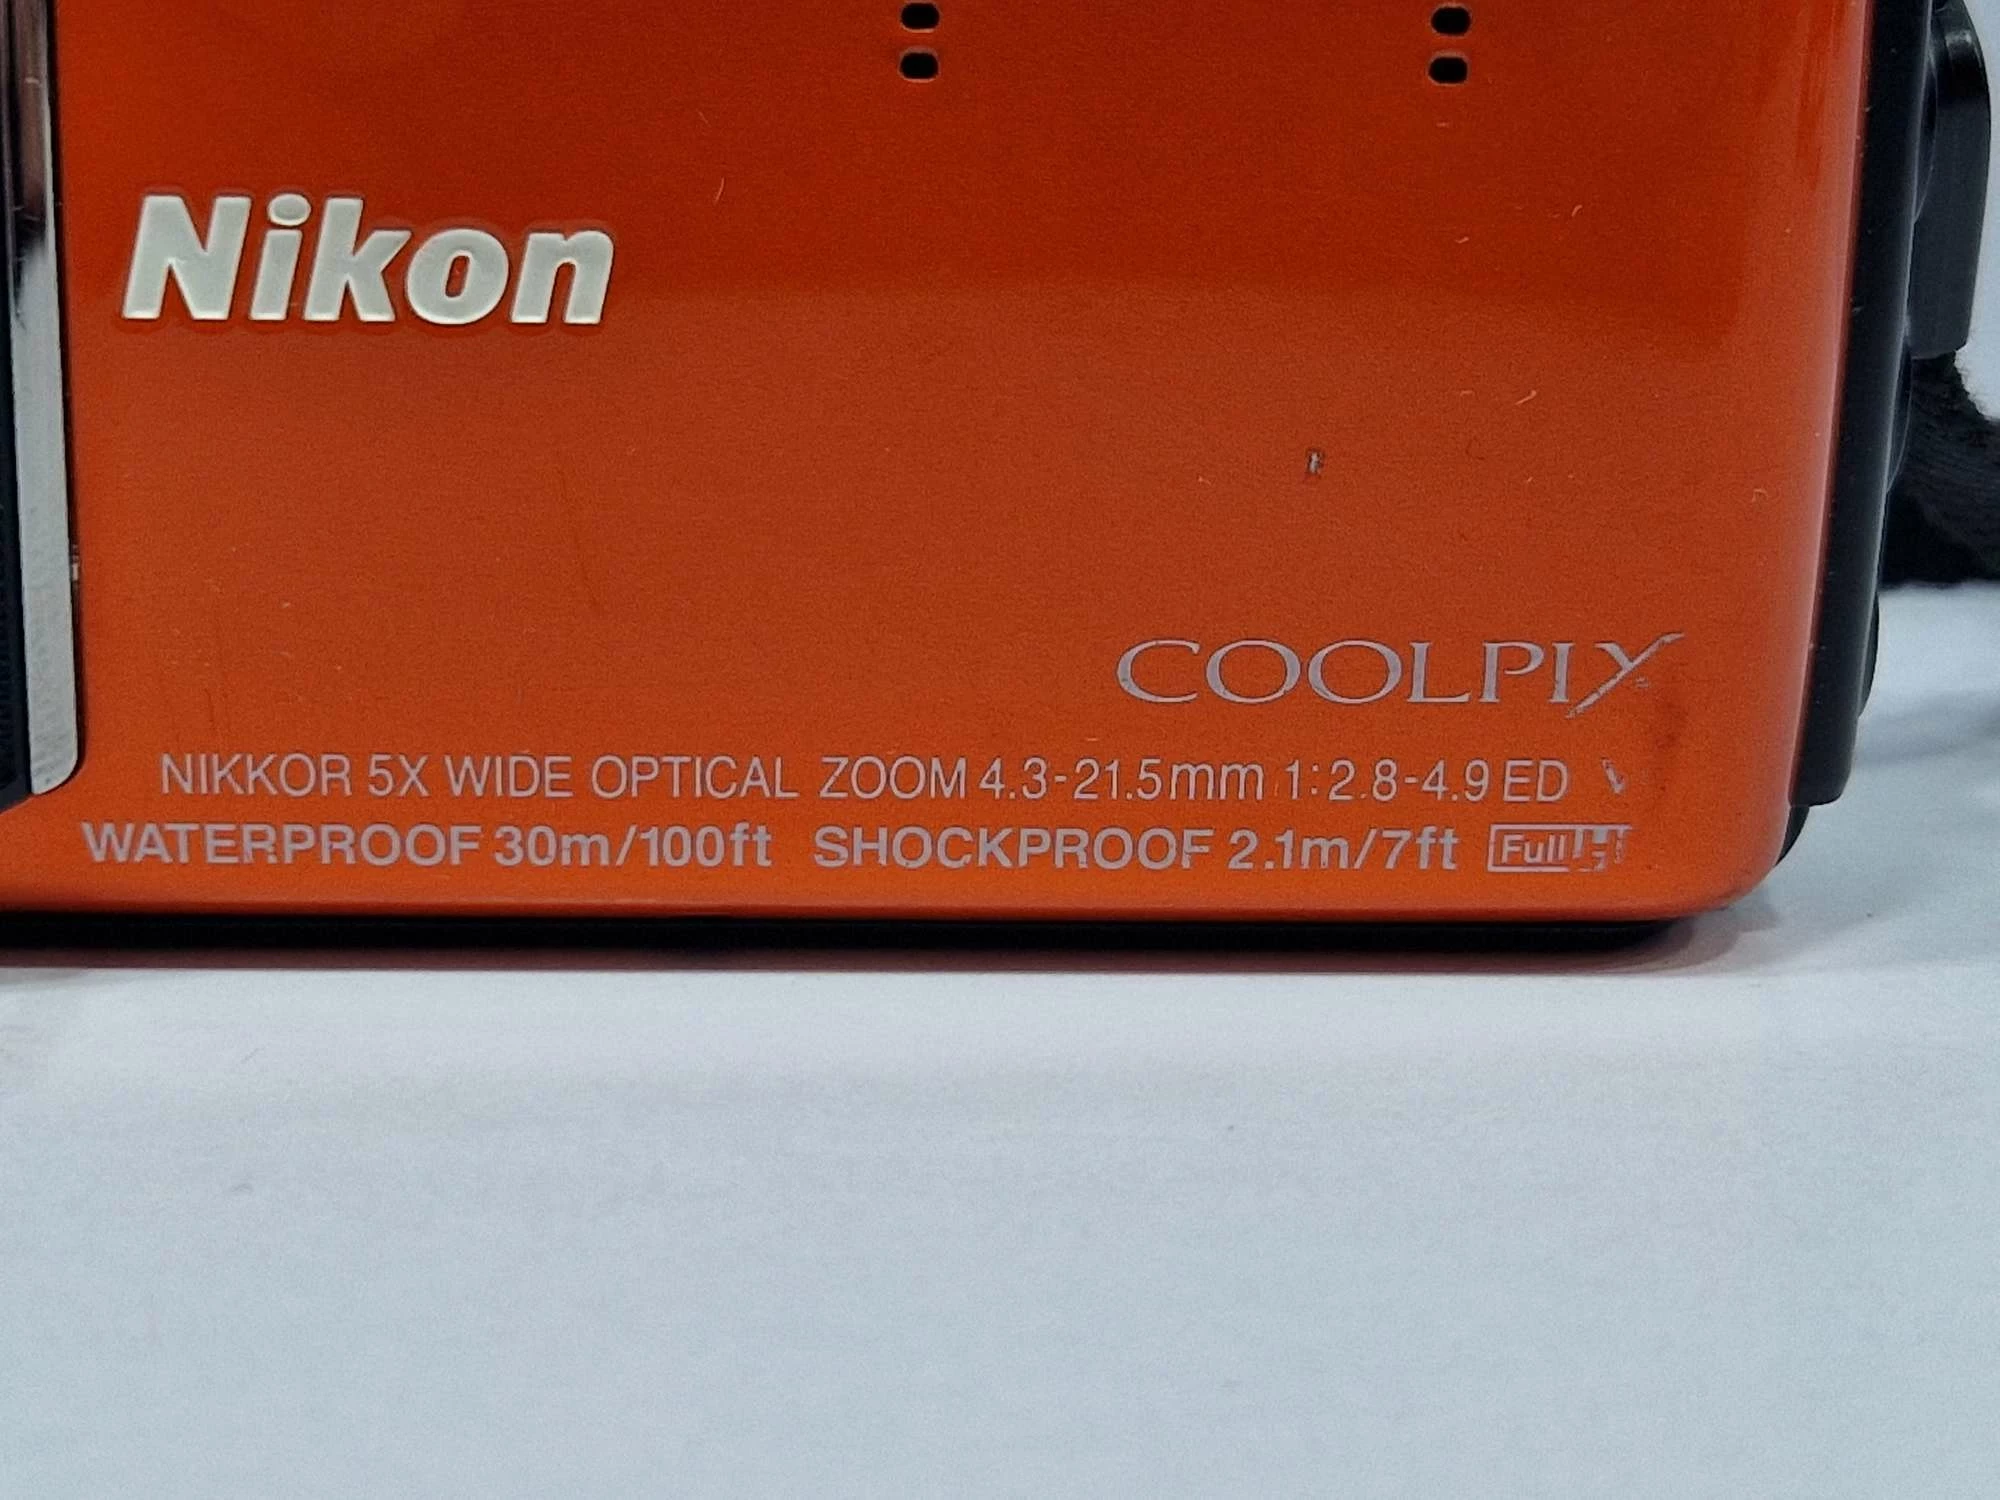 Nikon
COOLPIX
NIKKOR 5X WIDE OPTICAL ZOOM 4.3-21.5mm 1:2.8-4.9 ED
WATERPROOF 30m/100ft SHOCKPROOF 2.1m/7ft Full